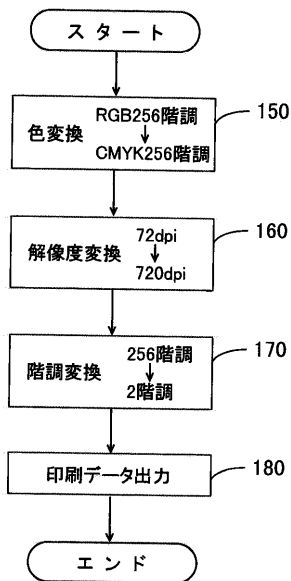 スタート
RGB256階調
150
色変換
CMYK256階調
72dpi
160
解像度変換
720dpi
256階調
170
階調変換
2階調
印刷データ出力
180
エンド